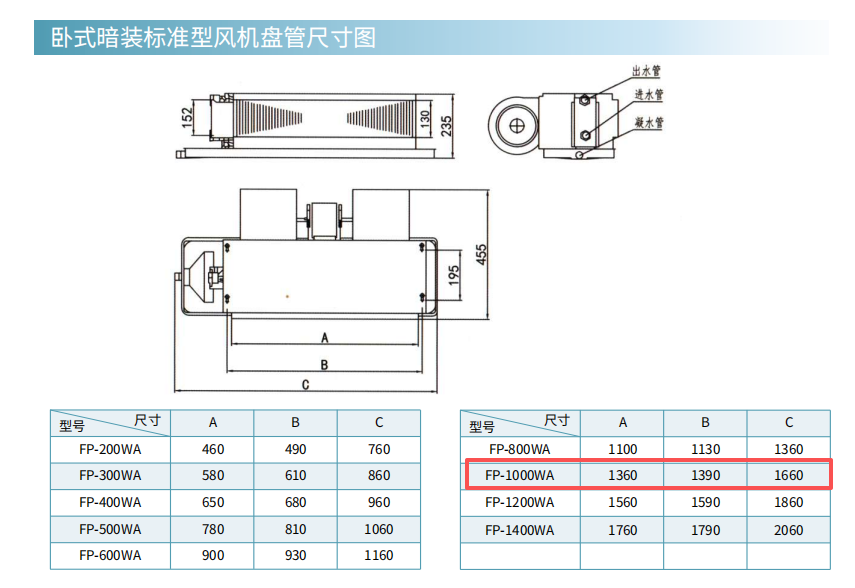 卧式暗装标准型风机盘管尺寸图
出水管
进水管
凝水管
152
130
235
455
195
A
B
C
型号 尺寸 A B C
FP-200WA 460 490 760
FP-300WA 580 610 860
FP-400WA 650 680 960
FP-500WA 780 810 1060
FP-600WA 900 930 1160
型号 尺寸 A B C
FP-800WA 1100 1130 1360
FP-1000WA 1360 1390 1660
FP-1200WA 1560 1590 1860
FP-1400WA 1760 1790 2060